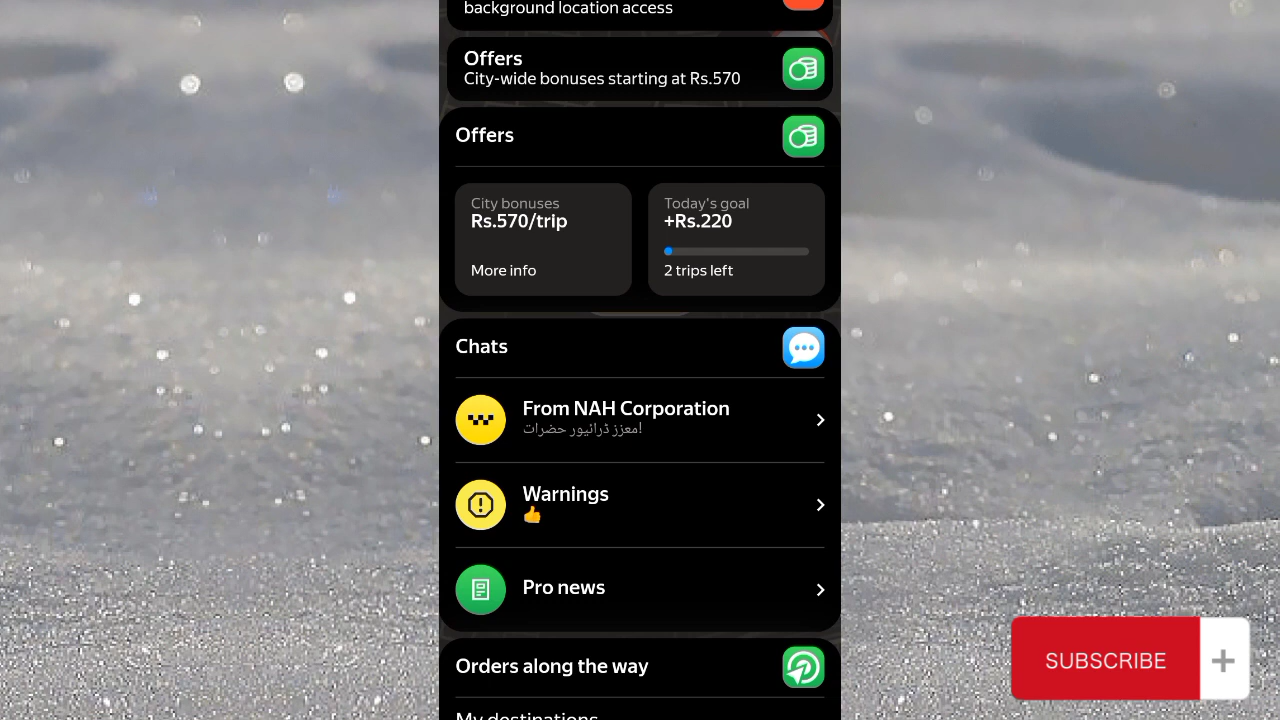 background location access
Offers
City-wide bonuses starting at Rs.570
Offers
City bonuses
Rs.570/trip
More info
Today's goal
+Rs.220
2 trips left
Chats
From NAH Corporation
معزز ڈرائیور حضرات!
Warnings
👍
Pro news
Orders along the way
My destinations
SUBSCRIBE +